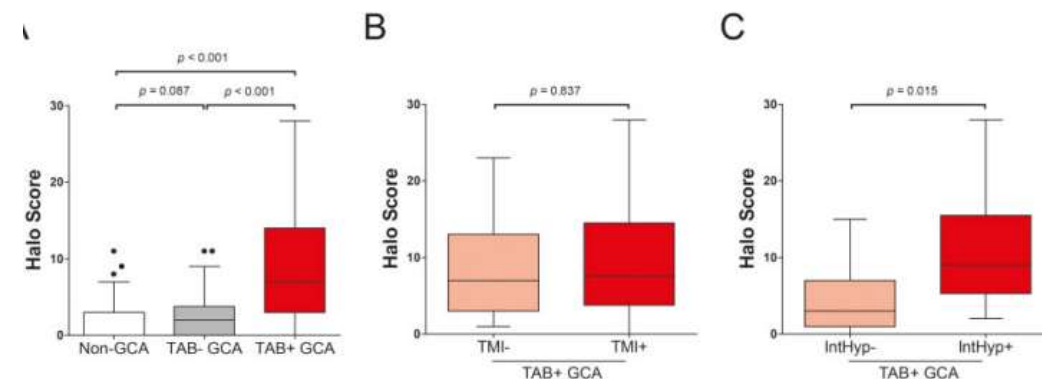 B
C
p < 0.001
p = 0.087
p < 0.001
p = 0.837
p = 0.015
30
20
10
0
Halo Score
Non-GCA
TAB- GCA
TAB+ GCA
30
20
10
0
Halo Score
TMI-
TMI+
TAB+ GCA
30
20
10
0
Halo Score
IntHyp-
IntHyp+
TAB+ GCA